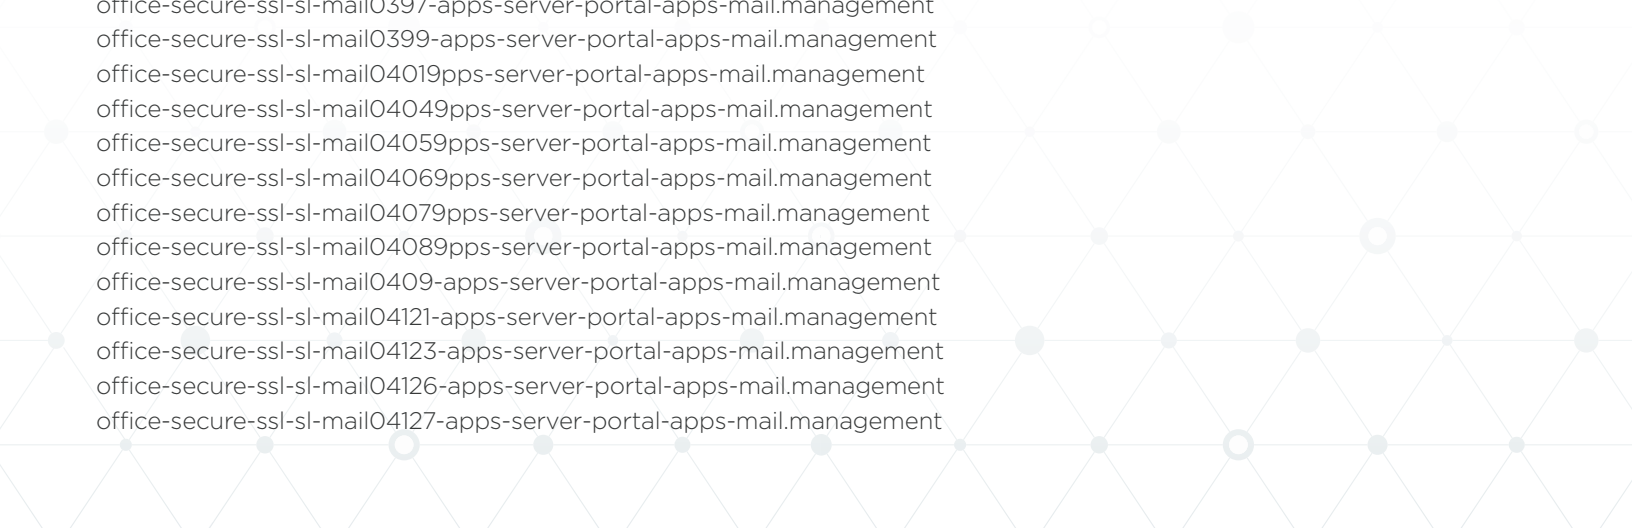 office-secure-ssl-sl-mail0397-apps-server-portal-apps-mail.management
office-secure-ssl-sl-mail0399-apps-server-portal-apps-mail.management
office-secure-ssl-sl-mail04019pps-server-portal-apps-mail.management
office-secure-ssl-sl-mail04049pps-server-portal-apps-mail.management
office-secure-ssl-sl-mail04059pps-server-portal-apps-mail.management
office-secure-ssl-sl-mail04069pps-server-portal-apps-mail.management
office-secure-ssl-sl-mail04079pps-server-portal-apps-mail.management
office-secure-ssl-sl-mail04089pps-server-portal-apps-mail.management
office-secure-ssl-sl-mail0409-apps-server-portal-apps-mail.management
office-secure-ssl-sl-mail04121-apps-server-portal-apps-mail.management
office-secure-ssl-sl-mail04123-apps-server-portal-apps-mail.management
office-secure-ssl-sl-mail04126-apps-server-portal-apps-mail.management
office-secure-ssl-sl-mail04127-apps-server-portal-apps-mail.management